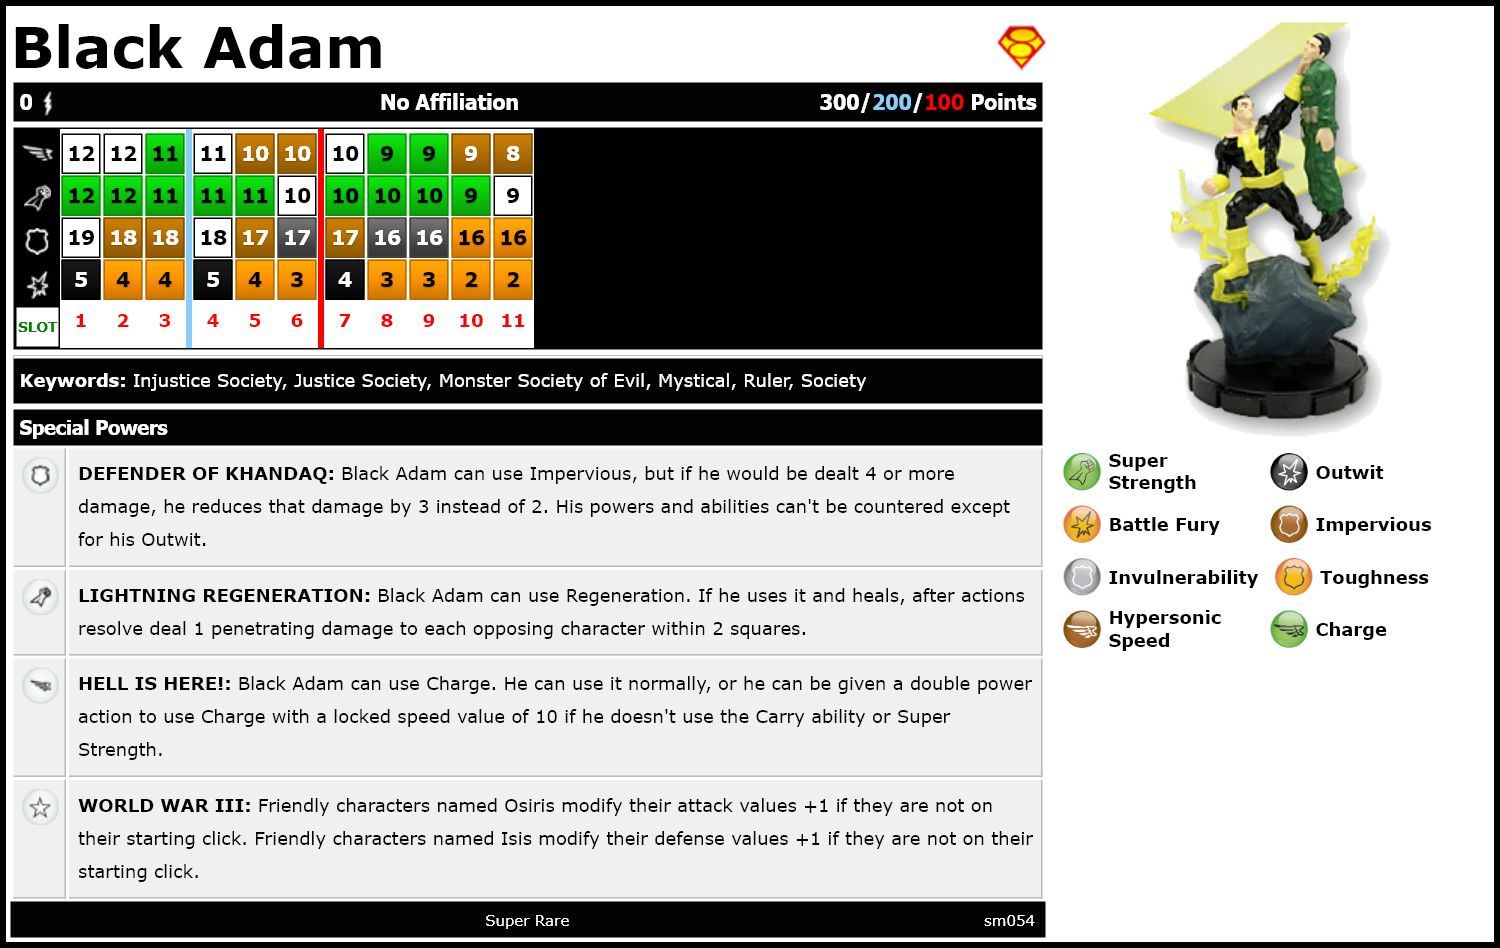 Black Adam
0 No Affiliation 300/200/100 Points
12 12 11 11 10 10 10 9 9 9 8
12 12 11 11 11 10 10 10 10 9 9
19 18 18 18 17 17 17 16 16 16 16
5 4 4 5 4 3 4 3 3 2 2
SLOT 1 2 3 4 5 6 7 8 9 10 11
Keywords: Injustice Society, Justice Society, Monster Society of Evil, Mystical, Ruler, Society
Special Powers
DEFENDER OF KHANDAQ: Black Adam can use Impervious, but if he would be dealt 4 or more
damage, he reduces that damage by 3 instead of 2. His powers and abilities can't be countered except
for his Outwit.
LIGHTNING REGENERATION: Black Adam can use Regeneration. If he uses it and heals, after actions
resolve deal 1 penetrating damage to each opposing character within 2 squares.
HELL IS HERE!: Black Adam can use Charge. He can use it normally, or he can be given a double power
action to use Charge with a locked speed value of 10 if he doesn't use the Carry ability or Super
Strength.
WORLD WAR III: Friendly characters named Osiris modify their attack values +1 if they are not on
their starting click. Friendly characters named Isis modify their defense values +1 if they are not on their
starting click.
Super Rare sm054
Super
Strength
Outwit
Battle Fury
Impervious
Invulnerability
Toughness
Hypersonic
Speed
Charge